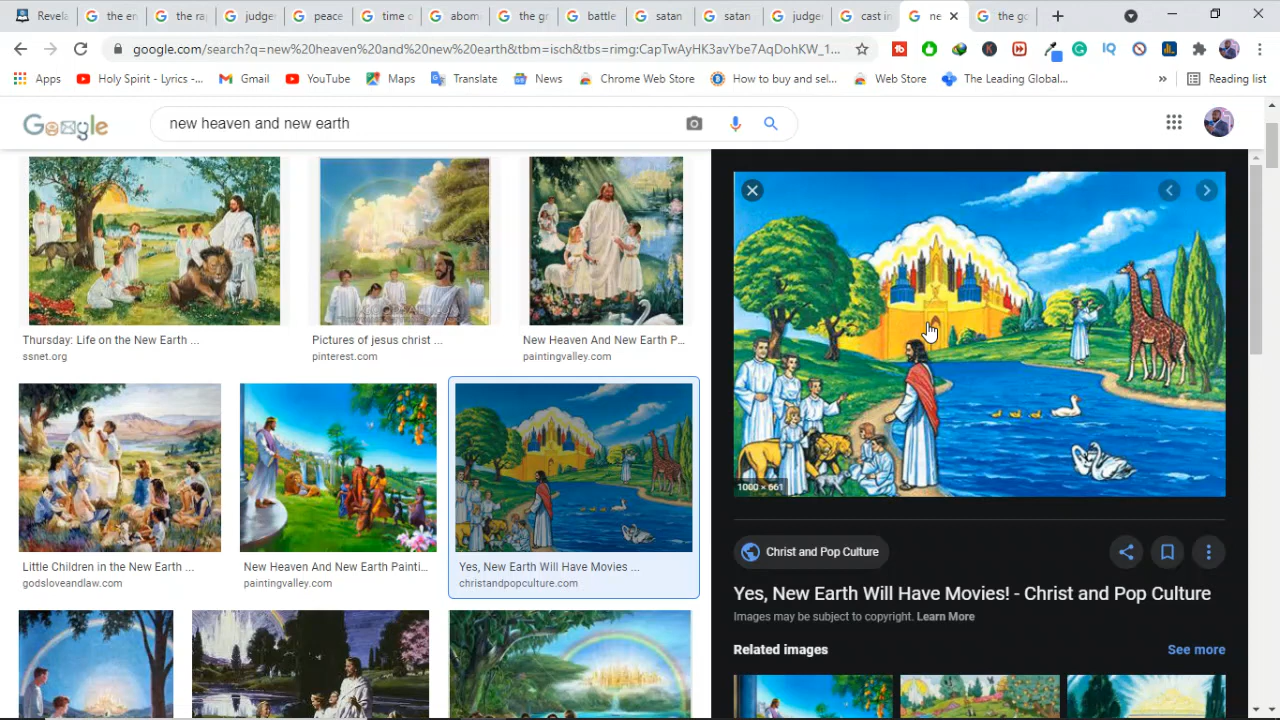 Revela
the en
the ra
judge
peace
time o
room
the gr
battle
satan
satan
judge
cast in
ne
the go
google.com/search?q=new%20heaven%20and%20new%20earth&tbm=isch&tbs=rimg:CapTwAyHK3avYbe7AqDohKW_1...
Apps
Holy Spirit - Lyrics -...
Gmail
YouTube
Maps
Translate
News
Chrome Web Store
How to buy and sel...
Web Store
The Leading Global...
»
Reading list
Google
new heaven and new earth
Thursday: Life on the New Earth ...
ssnet.org
Pictures of jesus christ ...
pinterest.com
New Heaven And New Earth P...
paintingvalley.com
Little Children in the New Earth ...
godsloveandlaw.com
New Heaven And New Earth Painti...
paintingvalley.com
Yes, New Earth Will Have Movies ...
christandpopculture.com
1000 × 661
Christ and Pop Culture
Yes, New Earth Will Have Movies! - Christ and Pop Culture
Images may be subject to copyright. Learn More
Related images
See more